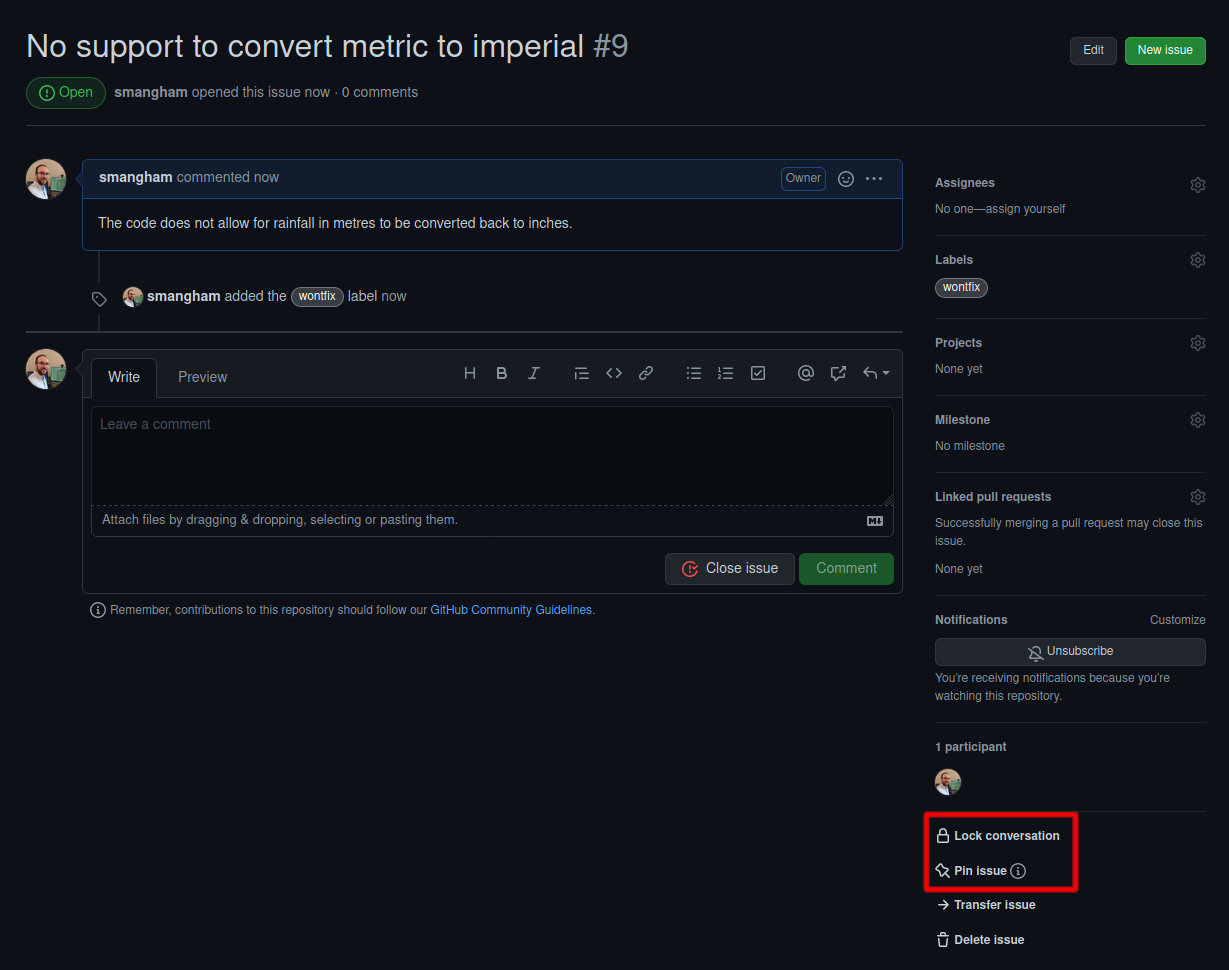 No support to convert metric to imperial #9
Edit
New issue
Open
smangham opened this issue now · 0 comments
smangham commented now
Owner
The code does not allow for rainfall in metres to be converted back to inches.
smangham added the wontfix label now
Write
Preview
Leave a comment
Attach files by dragging & dropping, selecting or pasting them.
Close issue
Comment
Remember, contributions to this repository should follow our GitHub Community Guidelines.
Assignees
No one—assign yourself
Labels
wontfix
Projects
None yet
Milestone
No milestone
Linked pull requests
Successfully merging a pull request may close this
issue.
None yet
Notifications
Customize
Unsubscribe
You're receiving notifications because you're
watching this repository.
1 participant
Lock conversation
Pin issue
Transfer issue
Delete issue